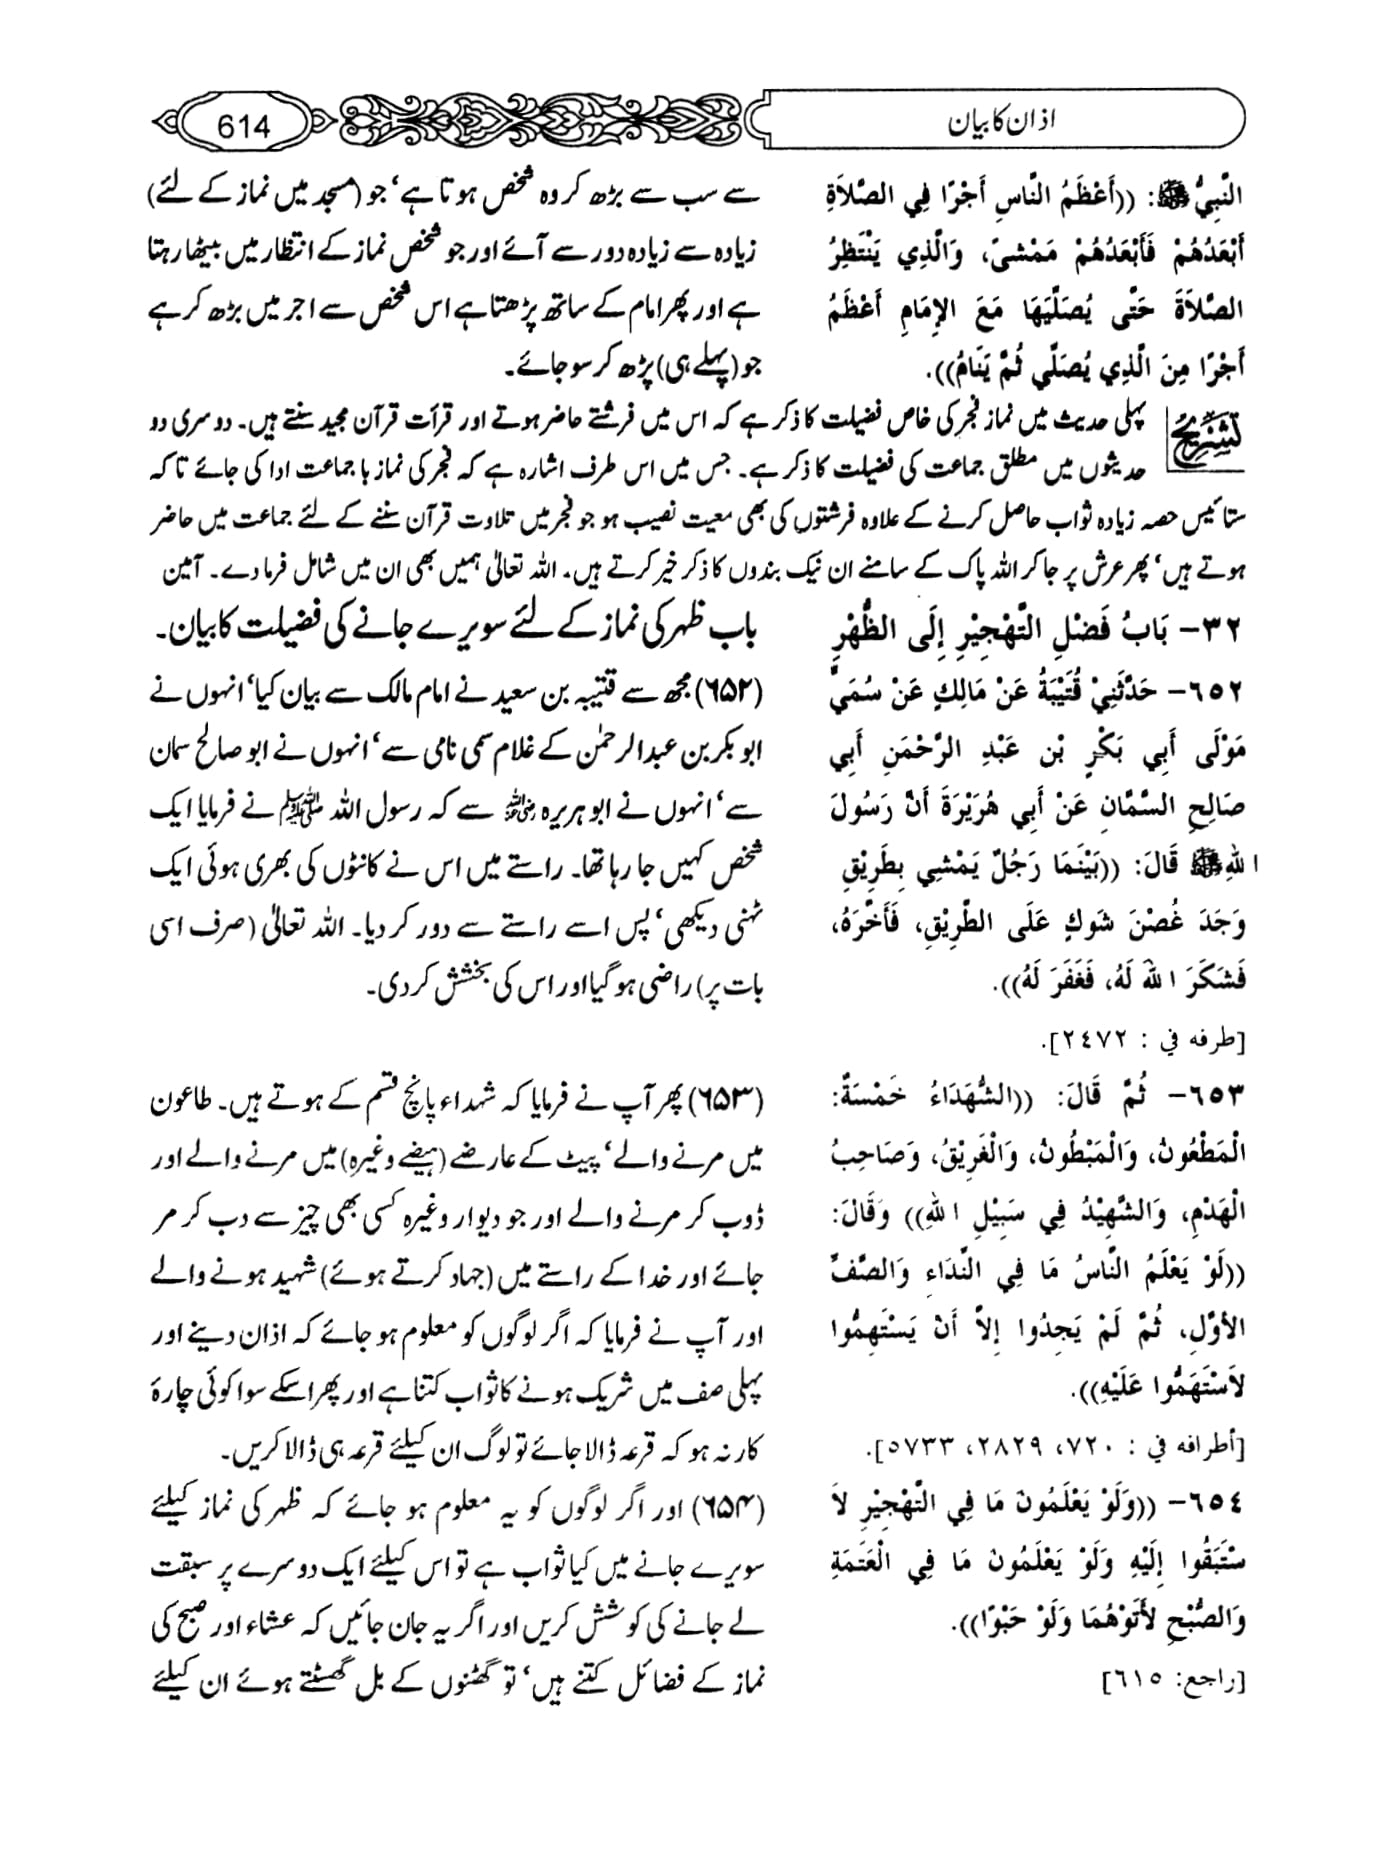 اذان کا بیان
614
النَّبِيُّ ﷺ: ((أَعْظَمُ النَّاسِ أَجْرًا فِي الصَّلاَةِ
أَبْعَدُهُمْ فَأَبْعَدُهُمْ مَمْشىً، وَالَّذِي يَنْتَظِرُ
الصَّلاَةَ حَتَّى يُصَلِّيَهَا مَعَ الإِمَامِ أَعْظَمُ
أَجْرًا مِنَ الَّذِي يُصَلِّي ثُمَّ يَنَامُ)).
سے سب سے بڑھ کر وہ شخص ہوتا ہے‘ جو (مسجد میں نماز کے لئے)
زیادہ سے زیادہ دور سے آئے اور جو شخص نماز کے انتظار میں بیٹھا رہتا
ہے اور پھر امام کے ساتھ پڑھتا ہے اس شخص سے اجر میں بڑھ کر ہے
جو (پہلے ہی) پڑھ کر سو جائے۔
تشریح
پہلی حدیث میں نماز فجر کی خاص فضیلت کا ذکر ہے کہ اس میں فرشتے حاضر ہوتے اور قرأت قرآن مجید سنتے ہیں۔ دوسری دو
حدیثوں میں مطلق جماعت کی فضیلت کا ذکر ہے۔ جس میں اس طرف اشارہ ہے کہ فجر کی نماز با جماعت ادا کی جائے تاکہ
ستائیس حصہ زیادہ ثواب حاصل کرنے کے علاوہ فرشتوں کی بھی معیت نصیب ہو جو فجر میں تلاوت قرآن سننے کے لئے جماعت میں حاضر
ہوتے ہیں‘ پھر عرش پر جا کر اللہ پاک کے سامنے ان نیک بندوں کا ذکر خیر کرتے ہیں۔ اللہ تعالیٰ ہمیں بھی ان میں شامل فرما دے۔ آمین
٣٢- بَابُ فَضْلِ التَّهْجِيْرِ إِلَى الظُّهْرِ
باب ظہر کی نماز کے لئے سویرے جانے کی فضیلت کا بیان۔
٦٥٢- حَدَّثَنِيْ قُتَيْبَةُ عَنْ مَالِكٍ عَنْ سُمَيٍّ
مَوْلَى أَبِي بَكْرٍ بْنِ عَبْدِ الرَّحْمَنِ أَبِي
صَالِحِ السَّمَّانِ عَنْ أَبِي هُرَيْرَةَ أَنَّ رَسُولَ
اللهِ ﷺ قَالَ: ((بَيْنَمَا رَجُلٌ يَمْشِي بِطَرِيْقٍ
وَجَدَ غُصْنَ شَوكٍ عَلَى الطَّرِيْقِ، فَأَخَّرَهُ،
فَشَكَرَ اللهُ لَهُ، فَغَفَرَ لَهُ)).
[طرفه في : ٢٤٧٢].
(۶۵۲) مجھ سے قتیبہ بن سعید نے امام مالک سے بیان کیا‘ انہوں نے
ابو بکر بن عبدالرحمٰن کے غلام سمی نامی سے‘ انہوں نے ابو صالح سمان
سے‘ انہوں نے ابو ہریرہ رضی اللہ عنہ سے کہ رسول اللہ ﷺ نے فرمایا ایک
شخص کہیں جا رہا تھا۔ راستے میں اس نے کانٹوں کی بھری ہوئی ایک
ٹہنی دیکھی‘ پس اسے راستے سے دور کر دیا۔ اللہ تعالیٰ (صرف اسی
بات پر) راضی ہو گیا اور اس کی بخشش کر دی۔
٦٥٣- ثُمَّ قَالَ: ((الشُّهَدَاءُ خَمْسَةٌ:
الْمَطْعُونُ، وَالْمَبْطُونُ، وَالْغَرِيْقُ، وَصَاحِبُ
الْهَدْمِ، وَالشَّهِيْدُ فِي سَبِيْلِ اللهِ)) وَقَالَ:
((لَوْ يَعْلَمُ النَّاسُ مَا فِي النِّدَاءِ وَالصَّفِّ
الأَوَّلِ، ثُمَّ لَمْ يَجِدُوا إِلاَّ أَنْ يَسْتَهِمُوا
لاَسْتَهَمُّوا عَلَيْهِ)).
[أطرافه في : ٧٢٠، ٢٨٢٩، ٥٧٣٣].
(۶۵۳) پھر آپ نے فرمایا کہ شہداء پانچ قسم کے ہوتے ہیں۔ طاعون
میں مرنے والے‘ پیٹ کے عارضے (ہیضے وغیرہ) میں مرنے والے اور
ڈوب کر مرنے والے اور جو دیوار وغیرہ کسی بھی چیز سے دب کر مر
جائے اور خدا کے راستے میں (جہاد کرتے ہوئے) شہید ہونے والے
اور آپ نے فرمایا کہ اگر لوگوں کو معلوم ہو جائے کہ اذان دینے اور
پہلی صف میں شریک ہونے کا ثواب کتنا ہے اور پھر اسکے سوا کوئی چارۂ
کار نہ ہو کہ قرعہ ڈالا جائے تو لوگ ان کیلئے قرعہ ہی ڈالا کریں۔
٦٥٤- ((وَلَوْ يَعْلَمُونَ مَا فِي التَّهْجِيْرِ لاَ
سْتَبَقُوا إِلَيْهِ وَلَوْ يَعْلَمُونَ مَا فِي الْعَتَمَةِ
وَالصُّبْحِ لأَتَوْهُمَا وَلَوْ حَبْوًا)).
[راجع: ٦١٥]
(۶۵۴) اور اگر لوگوں کو یہ معلوم ہو جائے کہ ظہر کی نماز کیلئے
سویرے جانے میں کیا ثواب ہے تو اس کیلئے ایک دوسرے پر سبقت
لے جانے کی کوشش کریں اور اگر یہ جان جائیں کہ عشاء اور صبح کی
نماز کے فضائل کتنے ہیں‘ تو گھٹنوں کے بل گھسٹتے ہوئے ان کیلئے